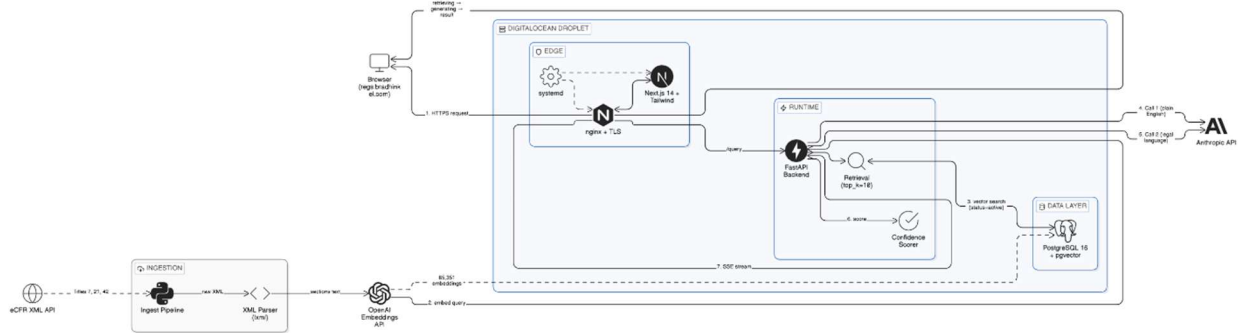 retrieving →
generating →
result
DIGITALOCEAN DROPLET
EDGE
systemd
Next.js 14 +
Tailwind
nginx + TLS
Browser
1. HTTPS request
RUNTIME
/query
FastAPI
Backend
Retrieval
(top_k=10)
4. Call 1 (plain
English)
5. Call 2 (legal
language)
Anthropic API
3. vector search
(status=active)
6. score
Confidence
Scorer
DATA LAYER
PostgreSQL 16
+ pgvector
7. SSE stream
INGESTION
eCFR XML API
Ingest Pipeline
raw XML
XML Parser
(lxml)
sections text
OpenAI
Embeddings
API
embeddings
2. embed query